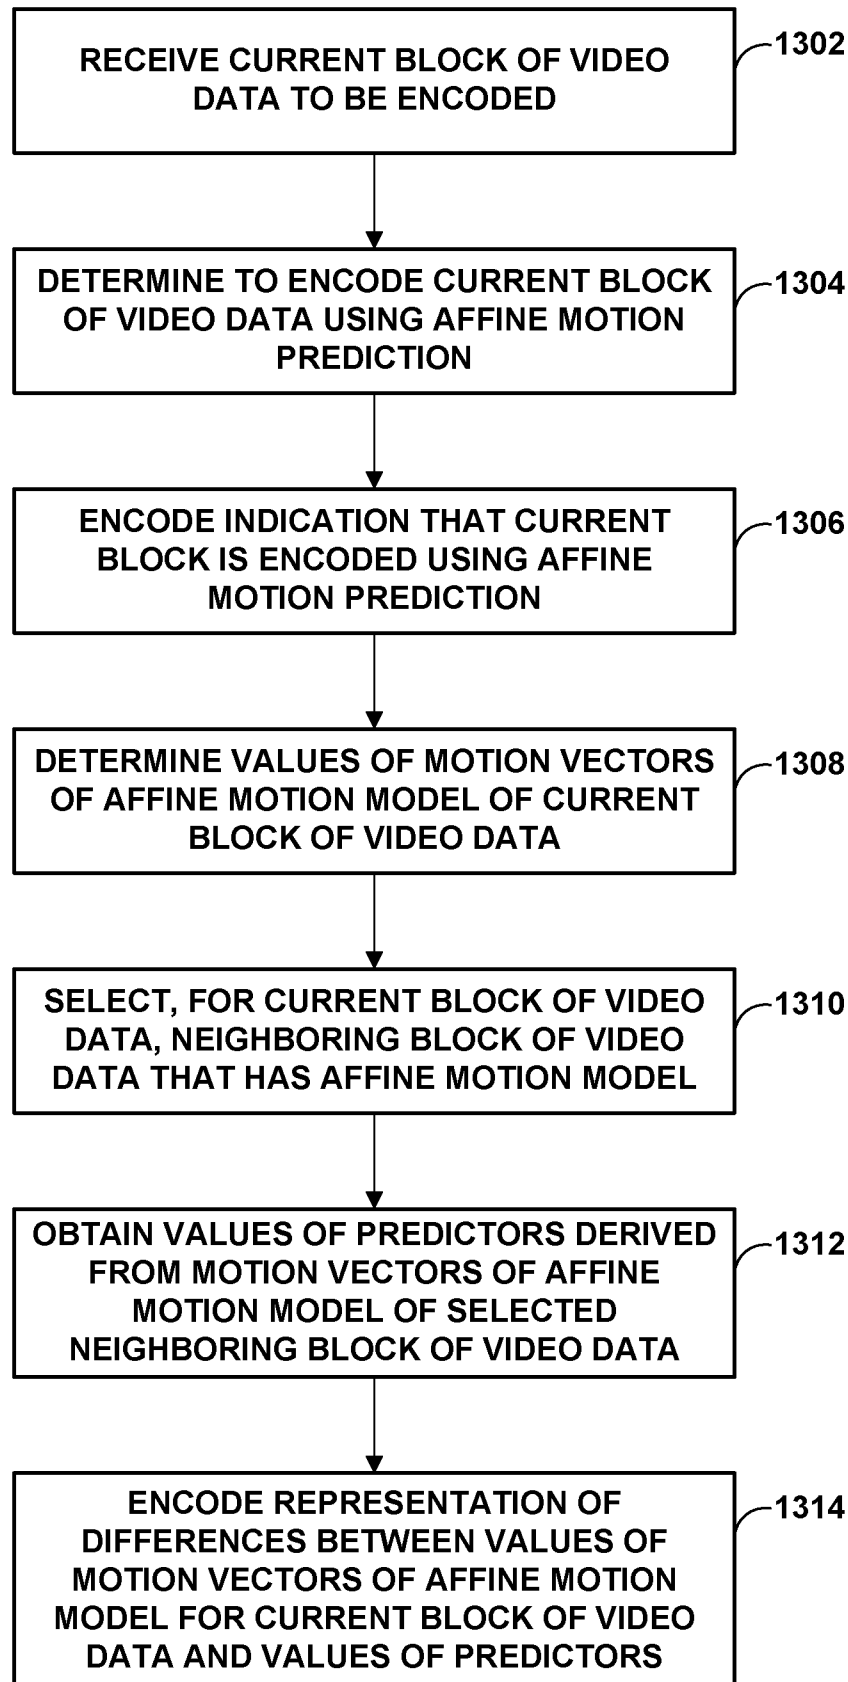 RECEIVE CURRENT BLOCK OF VIDEO
DATA TO BE ENCODED
1302
DETERMINE TO ENCODE CURRENT BLOCK
OF VIDEO DATA USING AFFINE MOTION
PREDICTION
1304
ENCODE INDICATION THAT CURRENT
BLOCK IS ENCODED USING AFFINE
MOTION PREDICTION
1306
DETERMINE VALUES OF MOTION VECTORS
OF AFFINE MOTION MODEL OF CURRENT
BLOCK OF VIDEO DATA
1308
SELECT, FOR CURRENT BLOCK OF VIDEO
DATA, NEIGHBORING BLOCK OF VIDEO
DATA THAT HAS AFFINE MOTION MODEL
1310
OBTAIN VALUES OF PREDICTORS DERIVED
FROM MOTION VECTORS OF AFFINE
MOTION MODEL OF SELECTED
NEIGHBORING BLOCK OF VIDEO DATA
1312
ENCODE REPRESENTATION OF
DIFFERENCES BETWEEN VALUES OF
MOTION VECTORS OF AFFINE MOTION
MODEL FOR CURRENT BLOCK OF VIDEO
DATA AND VALUES OF PREDICTORS
1314